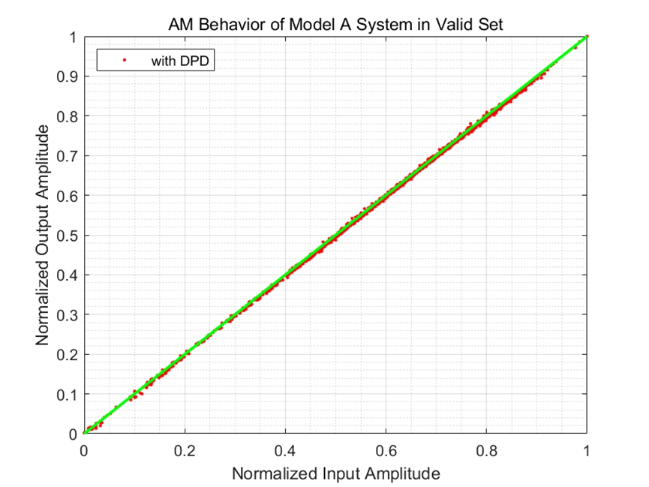 AM Behavior of Model A System in Valid Set
with DPD
Normalized Output Amplitude
1
0.9
0.8
0.7
0.6
0.5
0.4
0.3
0.2
0.1
0
0 0.2 0.4 0.6 0.8 1
Normalized Input Amplitude